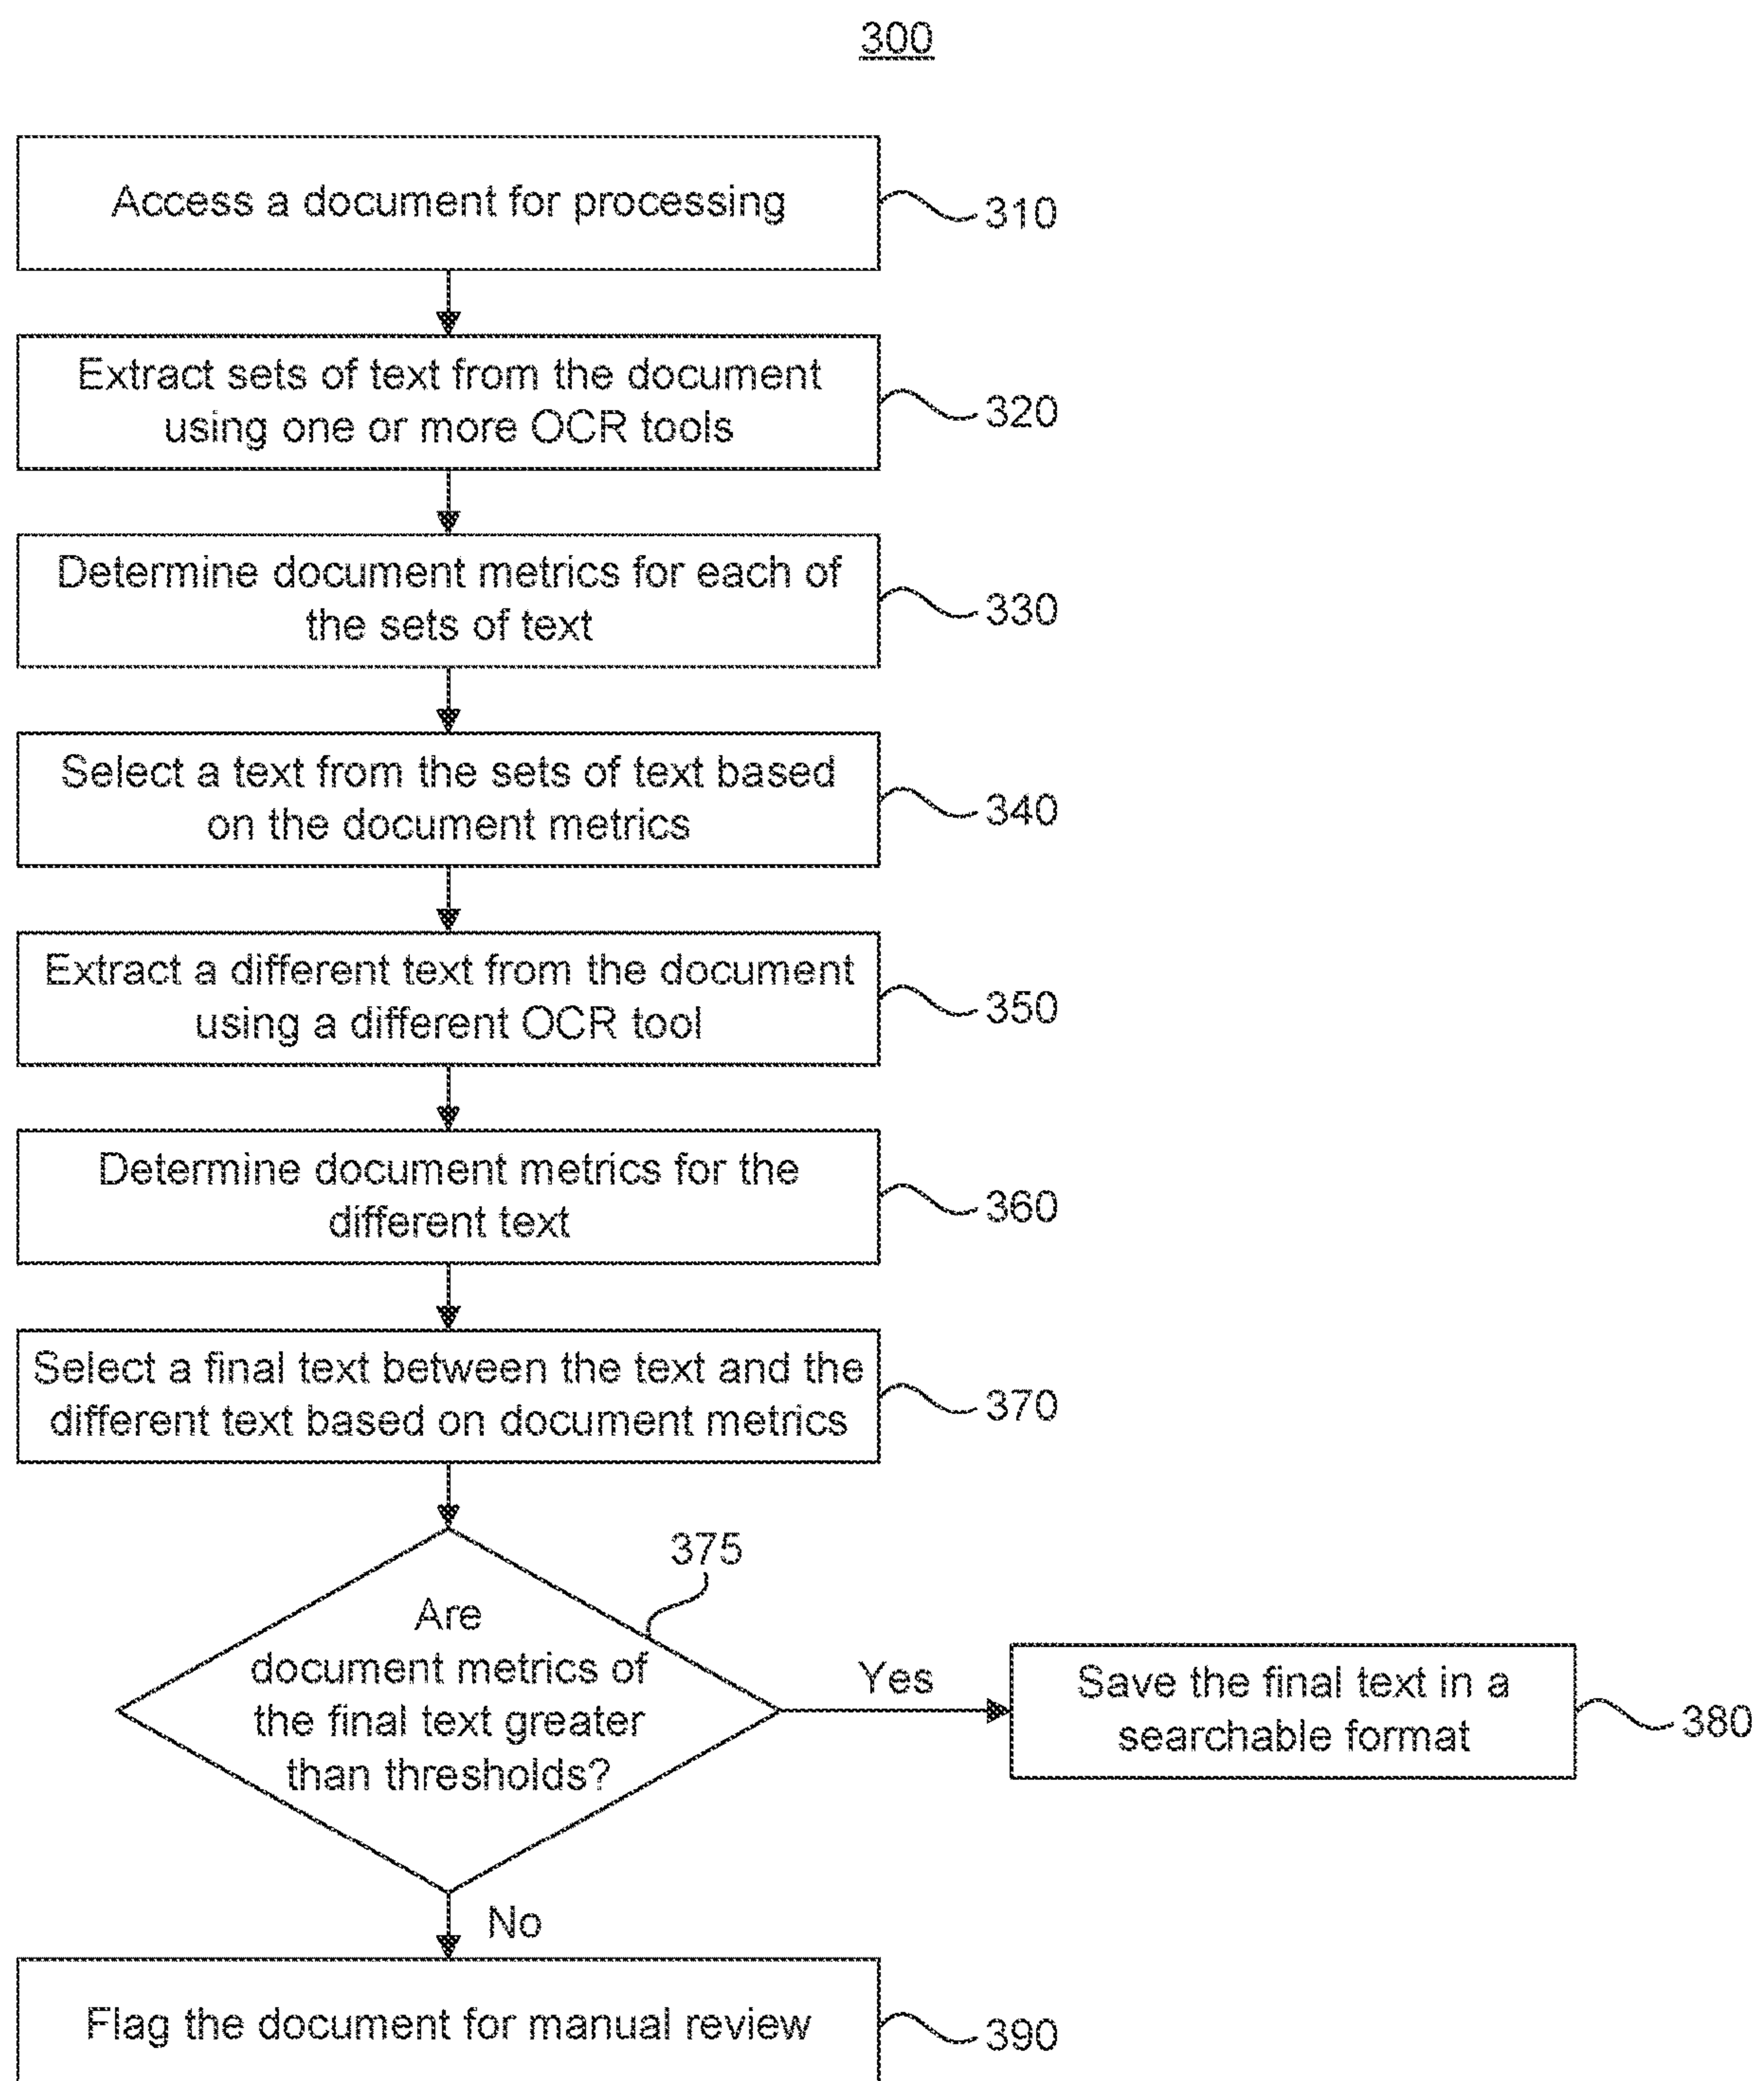 300
Access a document for processing
310
Extract sets of text from the document
using one or more OCR tools
320
Determine document metrics for each of
the sets of text
330
Select a text from the sets of text based
on the document metrics
340
Extract a different text from the document
using a different OCR tool
350
Determine document metrics for the
different text
360
Select a final text between the text and the
different text based on document metrics
370
375
Are
document metrics of
the final text greater
than thresholds?
Yes
Save the final text in a
searchable format
380
No
Flag the document for manual review
390